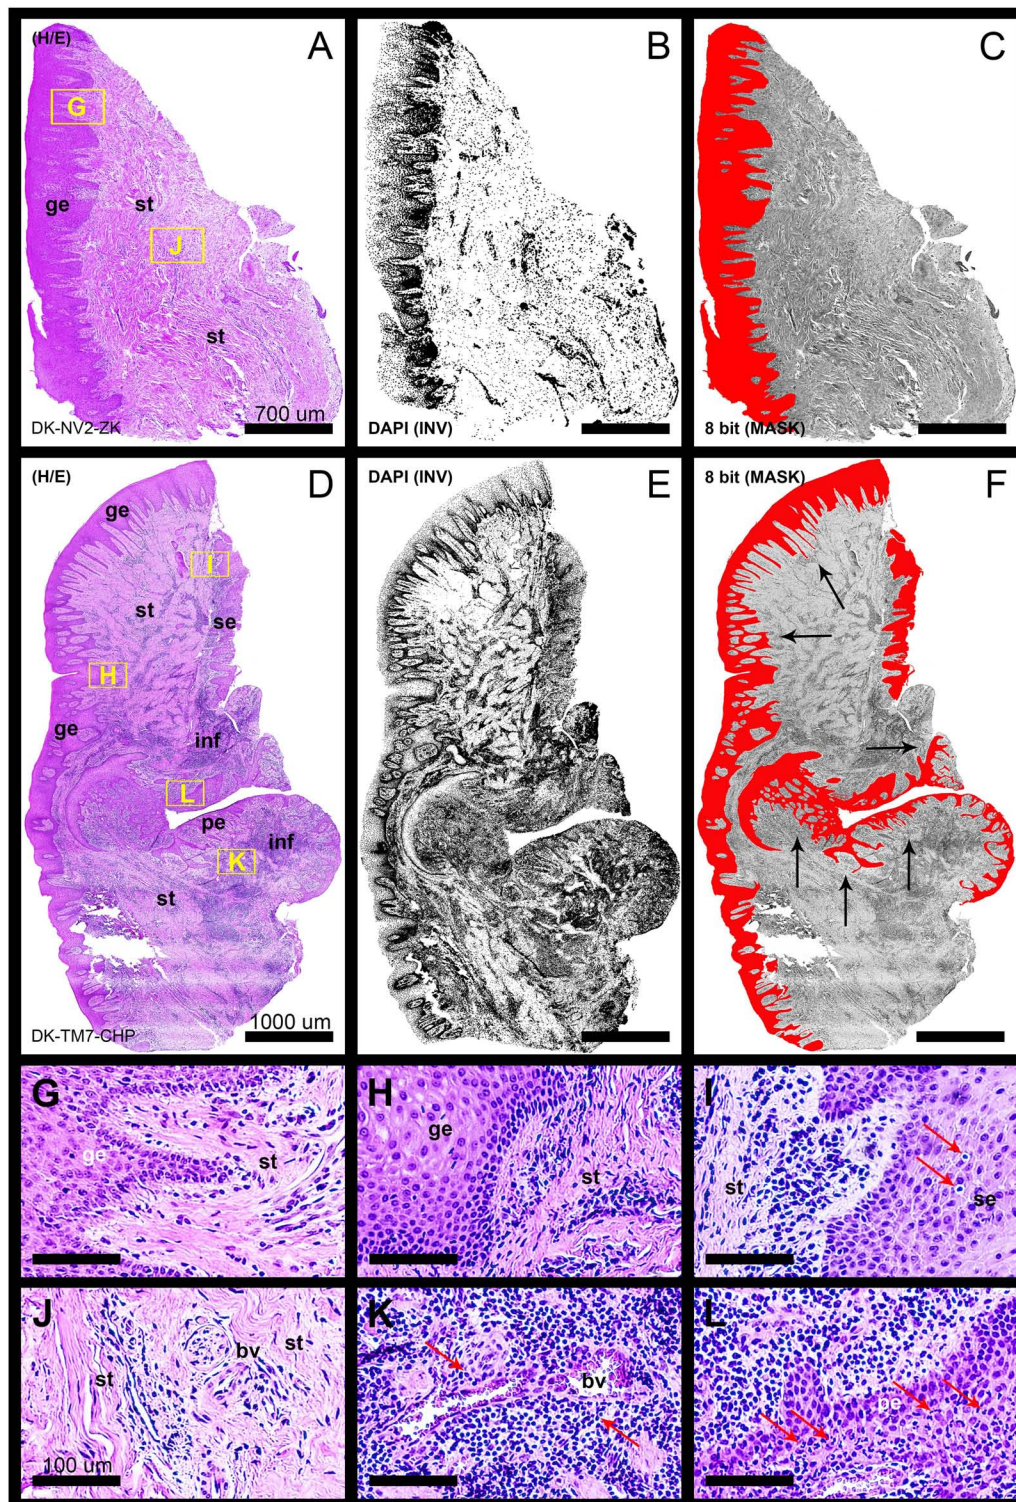 (H/E) A
G
ge st
J
st
700 um
DK-NV2-ZK
B
DAPI (INV)
C
8 bit (MASK)
(H/E) D
ge
I
st
se
H
ge
inf
L
pe
inf
K
st
1000 um
DK-TM7-CHP
DAPI (INV) E
8 bit (MASK) F
G
ge
st
H
ge
st
I
st
se
J
st
bv
st
100 um
K
bv
L
pe